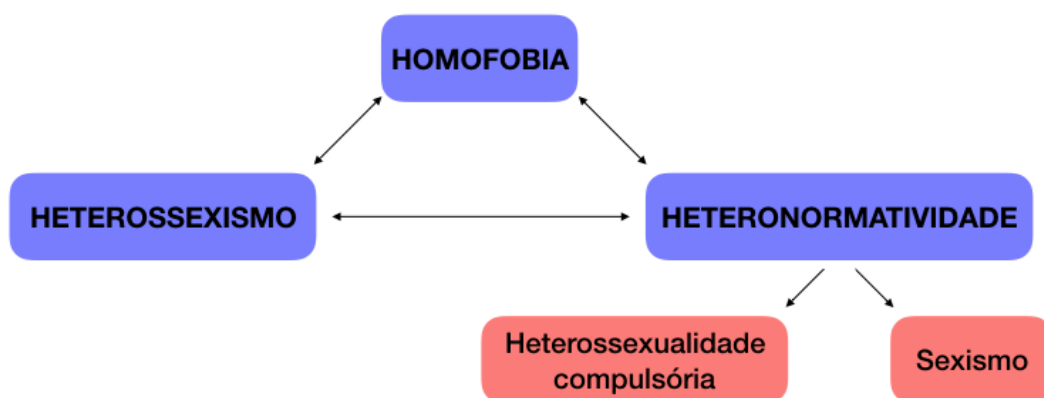 HOMOFOBIA
HETEROSSEXISMO
HETERONORMATIVIDADE
Heterossexualidade
compulsória
Sexismo